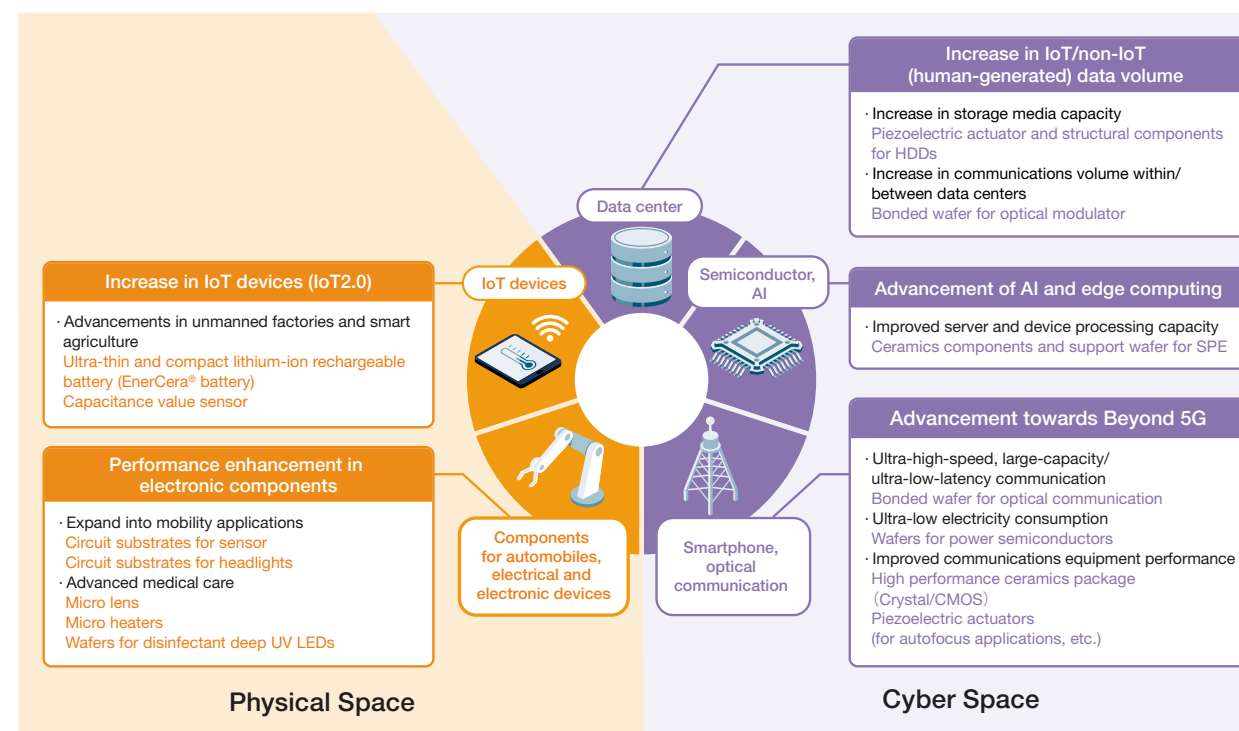 Increase in IoT/non-IoT
(human-generated) data volume
· Increase in storage media capacity
Piezoelectric actuator and structural components
for HDDs
· Increase in communications volume within/
between data centers
Bonded wafer for optical modulator
Data center
Semiconductor,
AI
Advancement of AI and edge computing
· Improved server and device processing capacity
Ceramics components and support wafer for SPE
IoT devices
Increase in IoT devices (IoT2.0)
· Advancements in unmanned factories and smart
agriculture
Ultra-thin and compact lithium-ion rechargeable
battery (EnerCera® battery)
Capacitance value sensor
Performance enhancement in
electronic components
· Expand into mobility applications
Circuit substrates for sensor
Circuit substrates for headlights
· Advanced medical care
Micro lens
Micro heaters
Wafers for disinfectant deep UV LEDs
Components
for automobiles,
electrical and
electronic devices
Smartphone,
optical
communication
Advancement towards Beyond 5G
· Ultra-high-speed, large-capacity/
ultra-low-latency communication
Bonded wafer for optical communication
· Ultra-low electricity consumption
Wafers for power semiconductors
· Improved communications equipment performance
High performance ceramics package
（Crystal/CMOS）
Piezoelectric actuators
(for autofocus applications, etc.)
Physical Space
Cyber Space